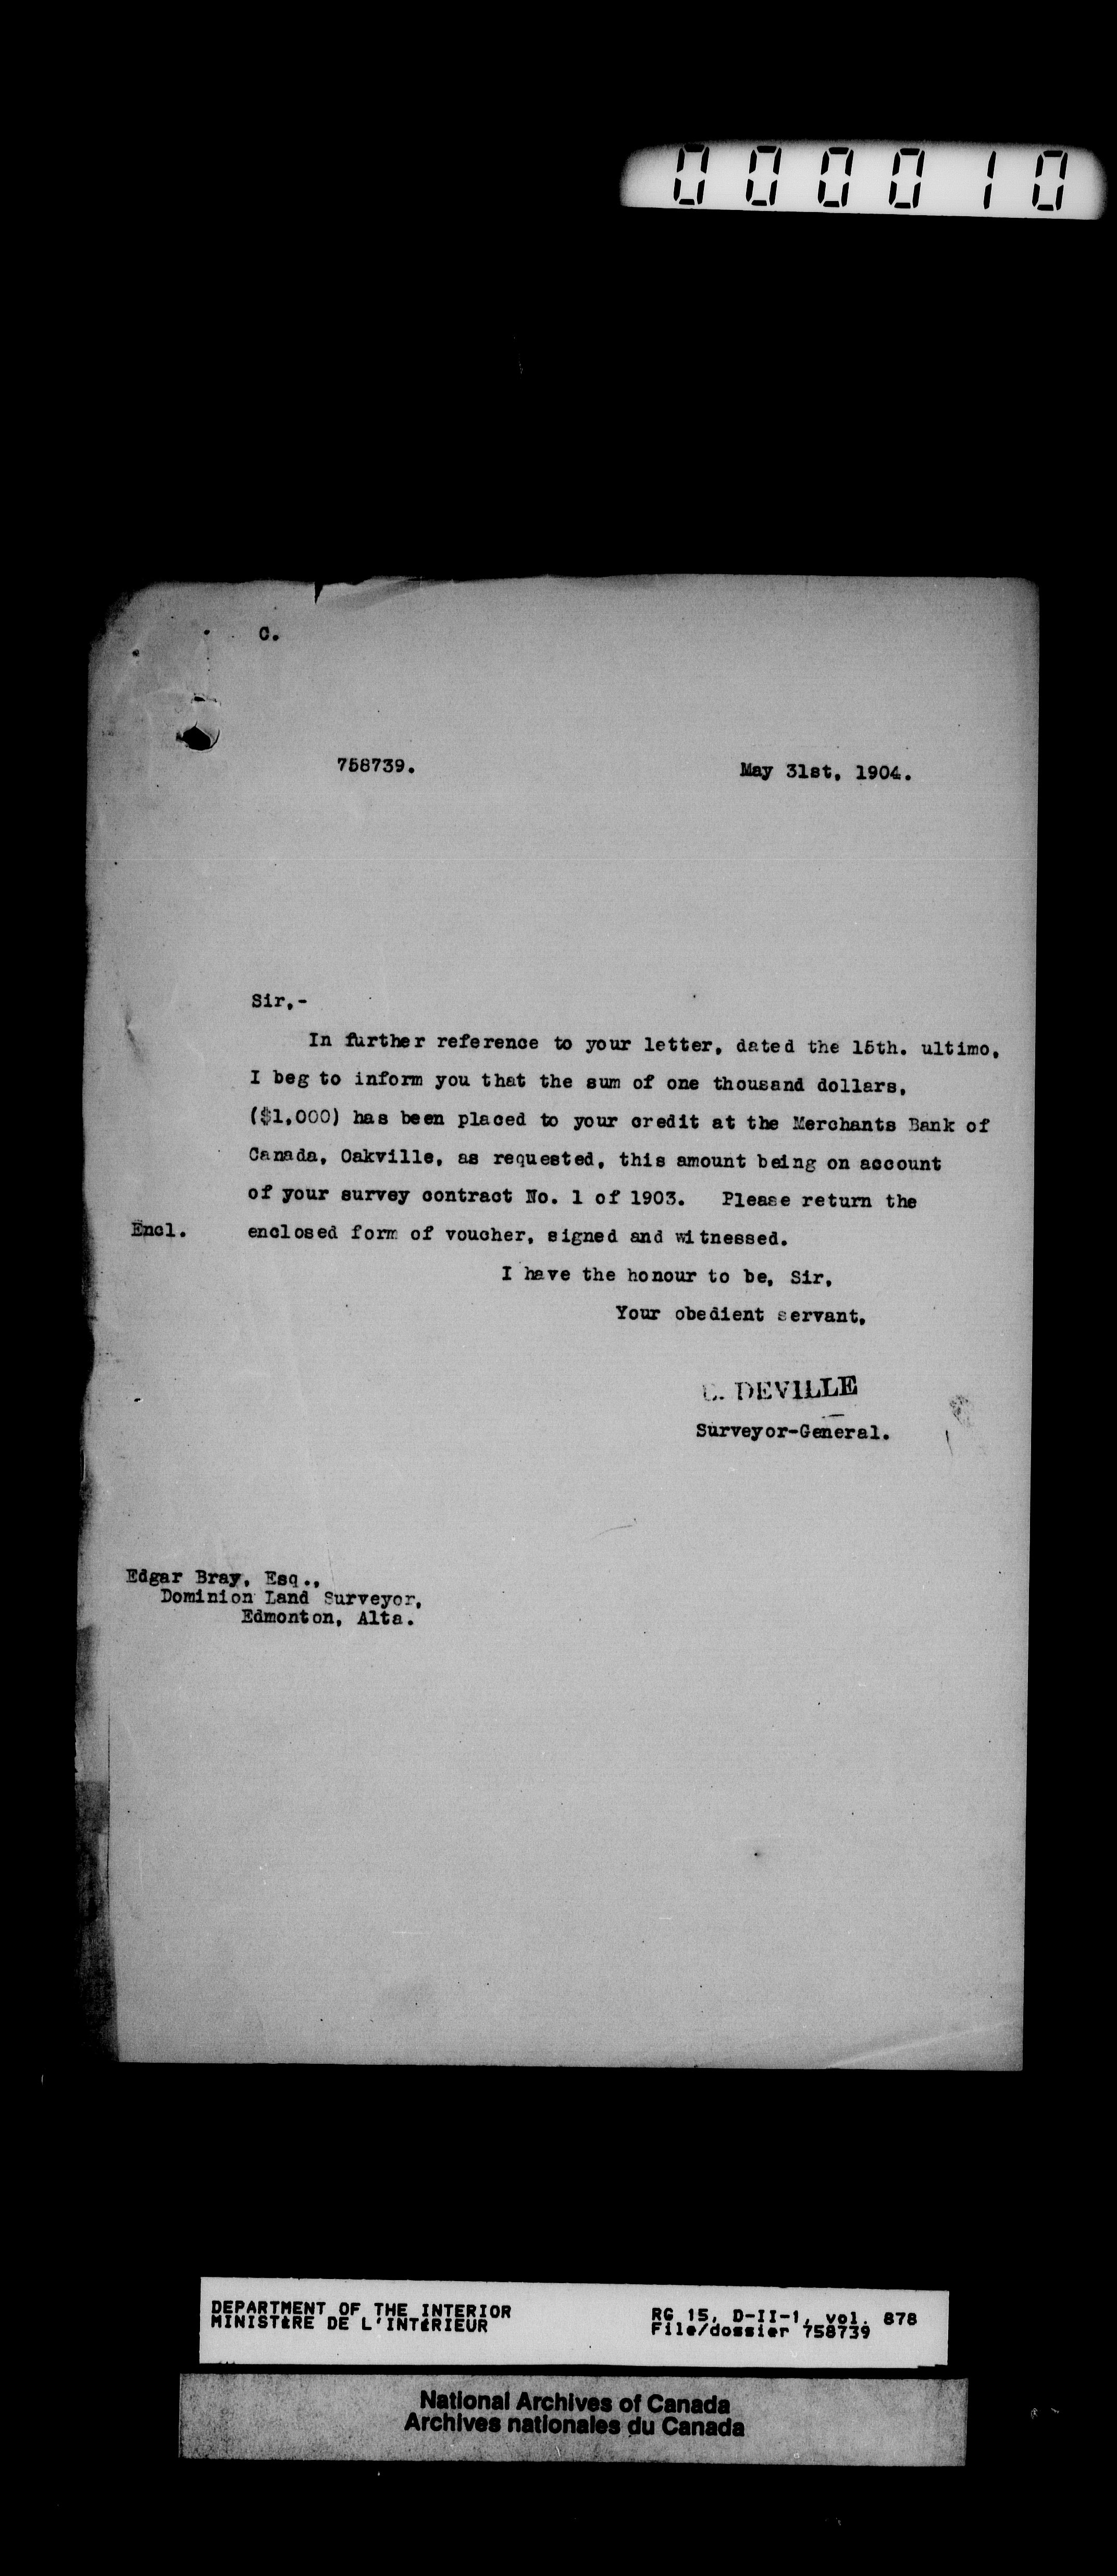 000010
C.
758739.
May 31st, 1904.
Sir,-
In further reference to your letter, dated the 15th. ultimo,
I beg to inform you that the sum of one thousand dollars,
($1,000) has been placed to your credit at the Merchants Bank of
Canada, Oakville, as requested, this amount being on account
of your survey contract No. 1 of 1903. Please return the
Encl. enclosed form of voucher, signed and witnessed.
I have the honour to be, Sir,
Your obedient servant,
C. DEVILLE
Surveyor-General.
Edgar Bray, Esq.,
Dominion Land Surveyor,
Edmonton, Alta.
DEPARTMENT OF THE INTERIOR
MINISTÈRE DE L'INTÉRIEUR
RG 15, D-II-1, vol. 878
File/dossier 758739
National Archives of Canada
Archives nationales du Canada